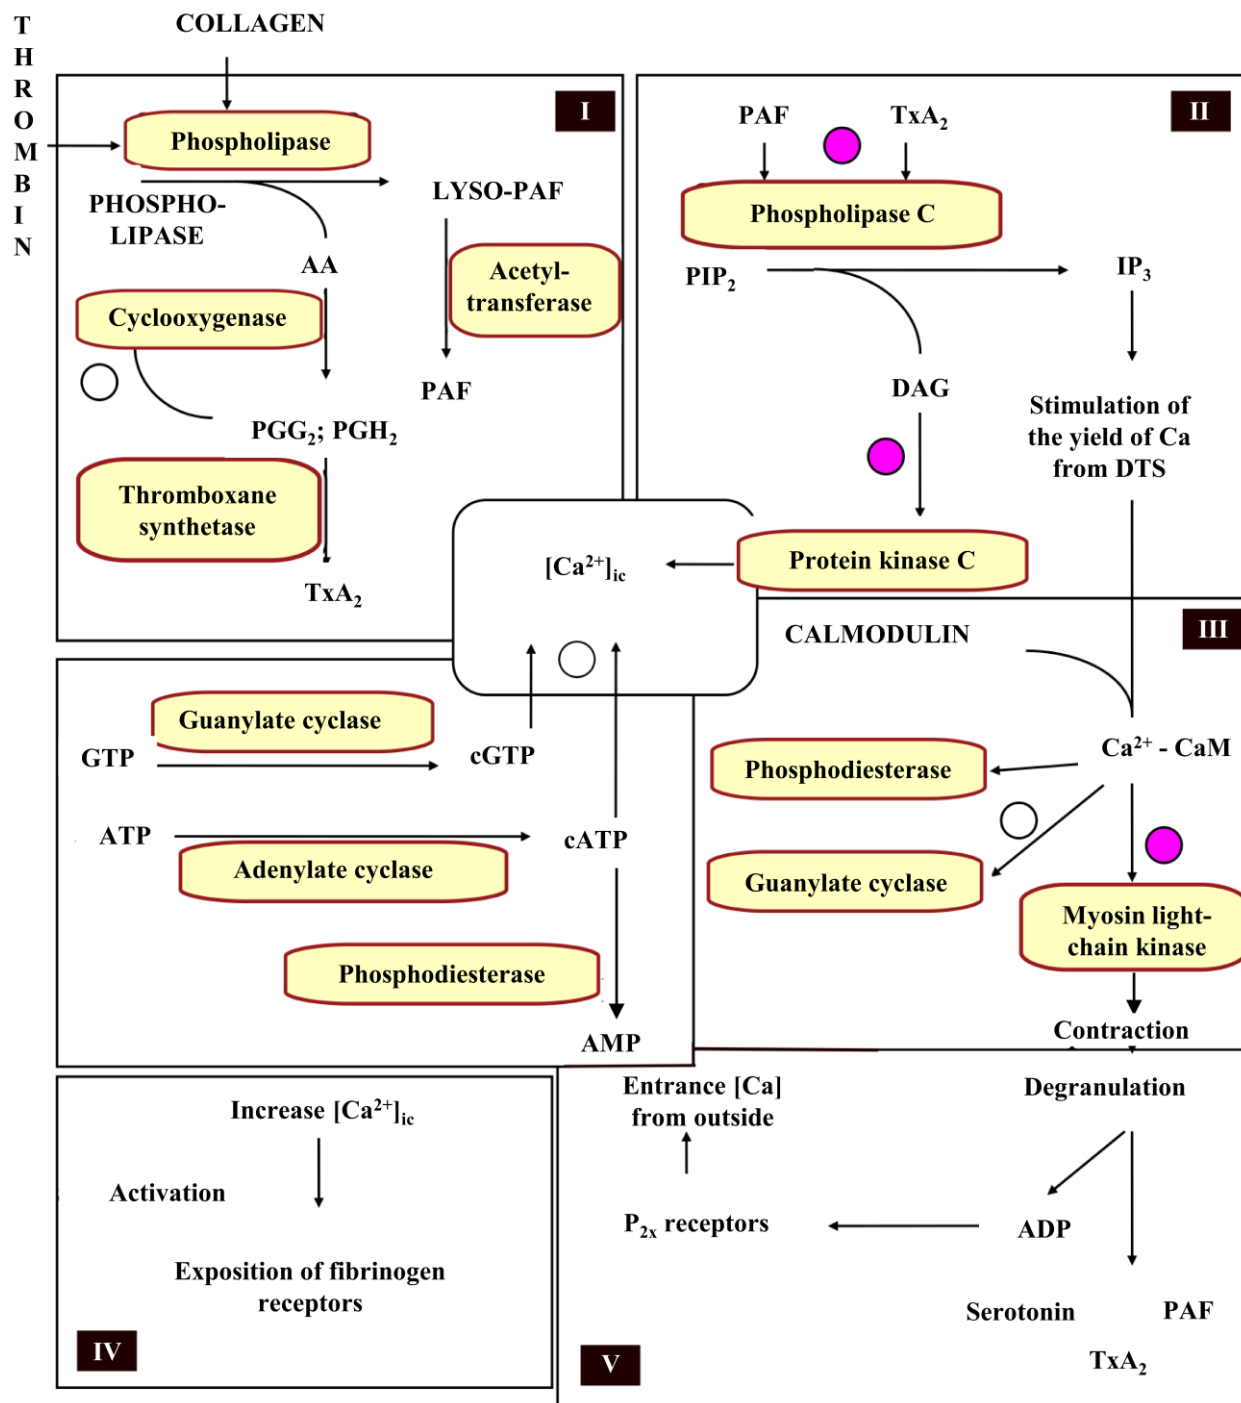 THROMBIN
COLLAGEN
I
Phospholipase
PHOSPHO-
LIPASE
LYSO-PAF
AA
Acetyl-
transferase
Cyclooxygenase
PAF
PGG₂; PGH₂
Thromboxane
synthetase
TxA₂
II
PAF
TxA₂
Phospholipase C
PIP₂
IP₃
DAG
Stimulation of
the yield of Ca
from DTS
Protein kinase C
[Ca²⁺]ᵢc
III
CALMODULIN
Ca²⁺ - CaM
Phosphodiesterase
Guanylate cyclase
Myosin light-
chain kinase
Contraction
Guanylate cyclase
GTP
cGTP
ATP
cATP
Adenylate cyclase
Phosphodiesterase
AMP
Increase [Ca²⁺]ᵢc
Activation
Exposition of fibrinogen
receptors
IV
Entrance [Ca]
from outside
Degranulation
P₂ₓ receptors
ADP
Serotonin
PAF
TxA₂
V